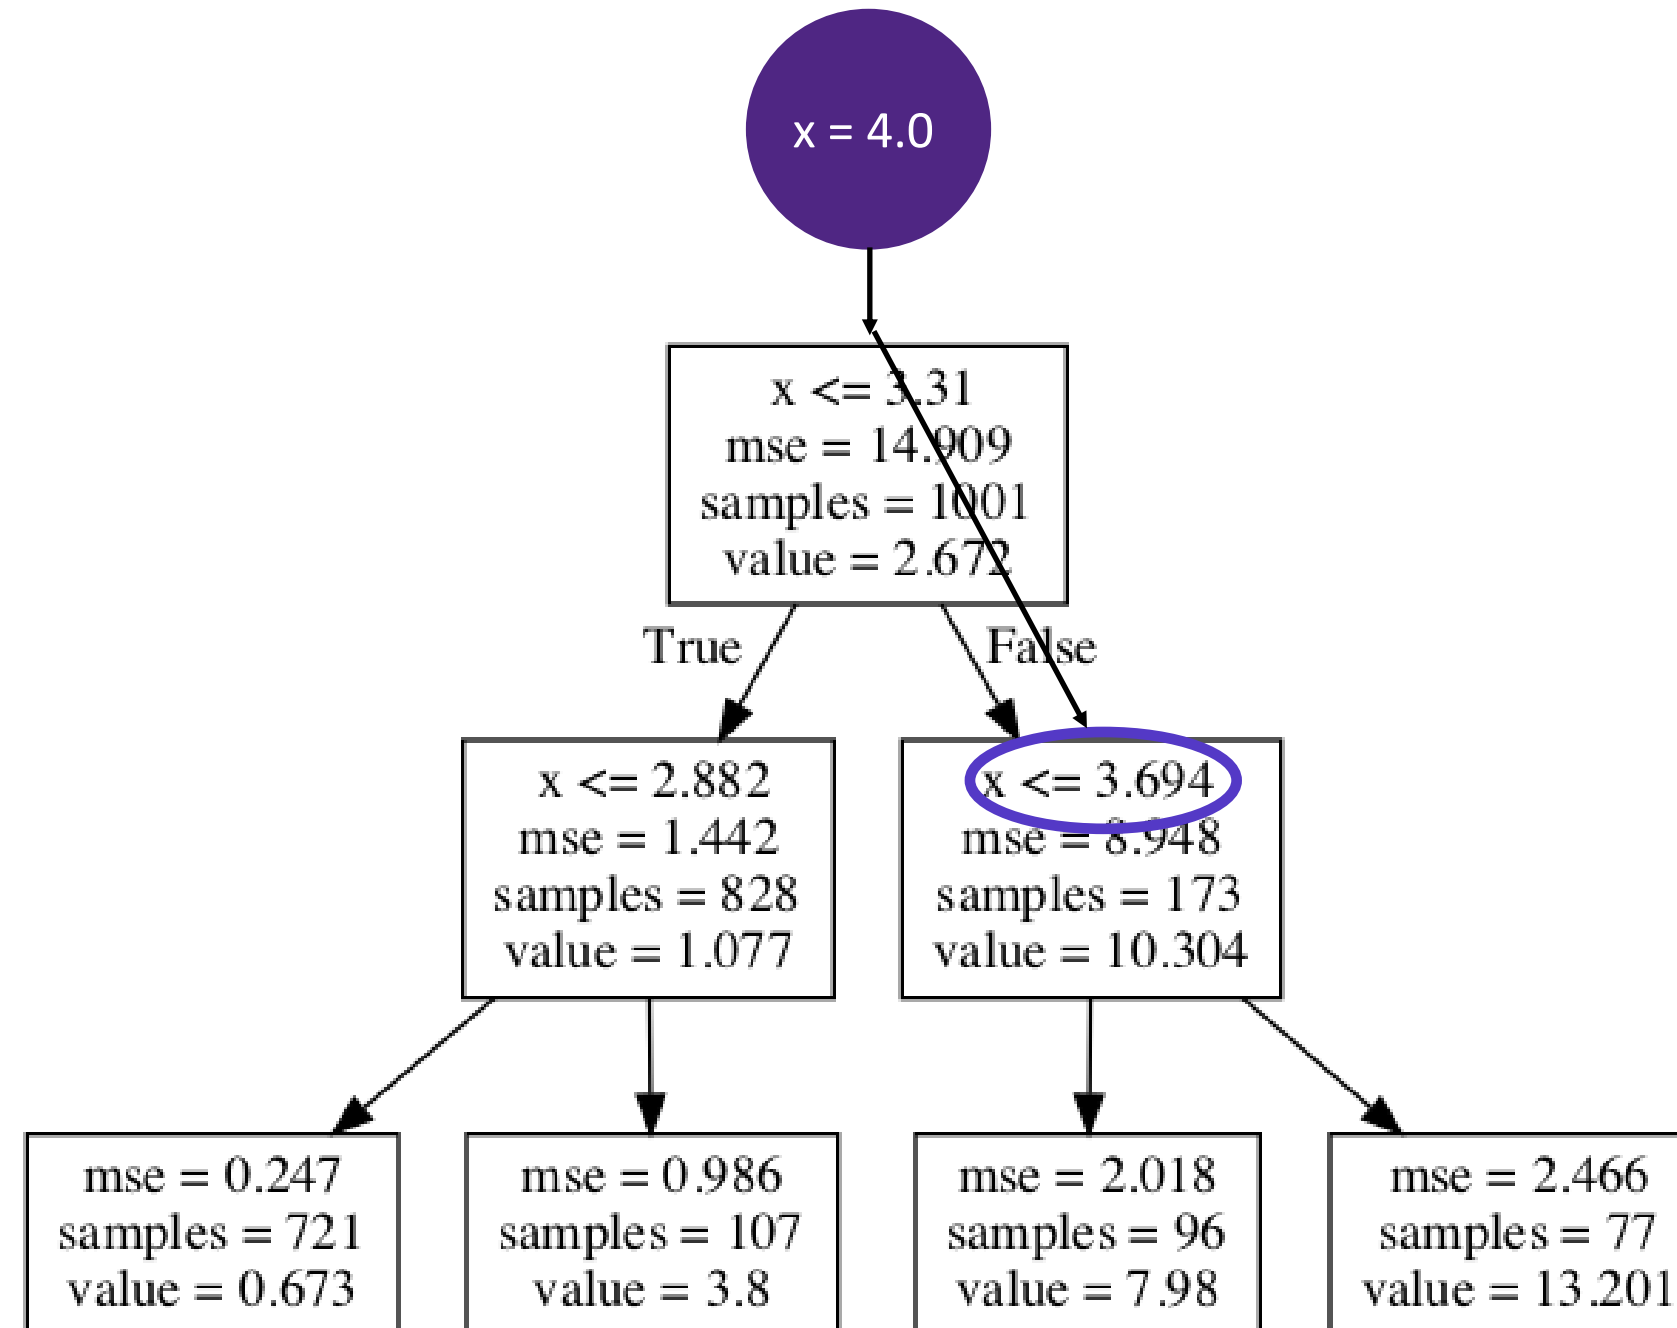 x = 4.0
x <= 3.31
mse = 14.909
samples = 1001
value = 2.672
True
False
x <= 2.882
mse = 1.442
samples = 828
value = 1.077
x <= 3.694
mse = 8.948
samples = 173
value = 10.304
mse = 0.247
samples = 721
value = 0.673
mse = 0.986
samples = 107
value = 3.8
mse = 2.018
samples = 96
value = 7.98
mse = 2.466
samples = 77
value = 13.201